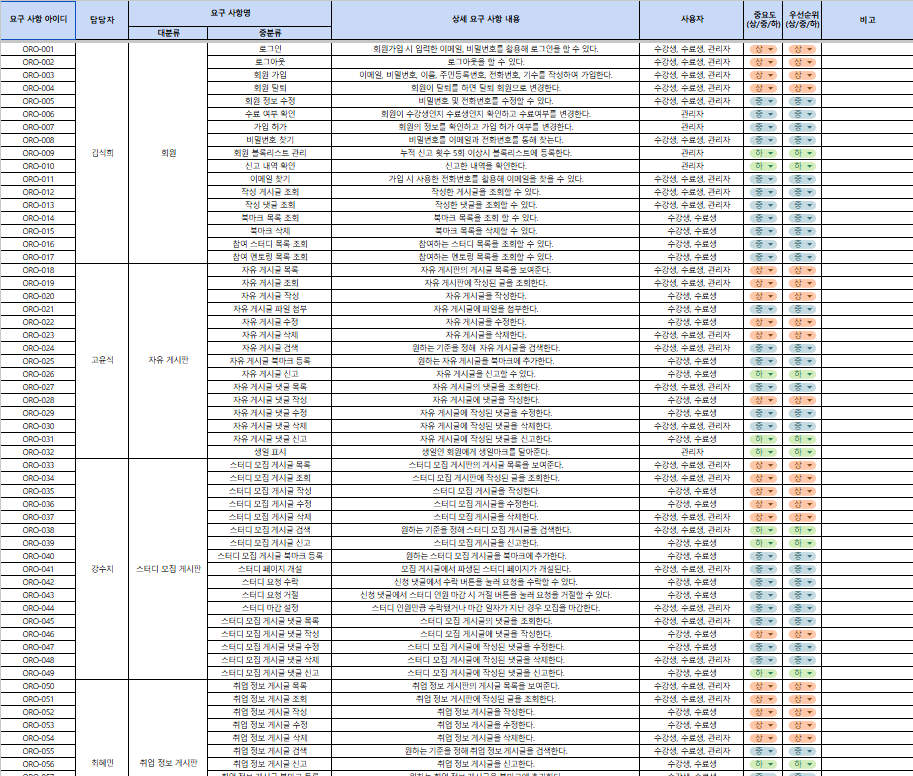 요구 사항 아이디 담당자 요구 사항명 상세 요구 사항 내용 사용자 중요도 (상/중/하) 우선순위 (상/중/하) 비고
대분류 중분류
ORO-001 로그인 회원가입 시 입력한 이메일, 비밀번호를 활용해 로그인을 할 수 있다. 수강생, 수료생, 관리자 상 상
ORO-002 로그아웃 로그아웃을 할 수 있다. 수강생, 수료생, 관리자 상 상
ORO-003 회원 가입 이메일, 비밀번호, 이름, 주민등록번호, 전화번호, 기수를 작성하여 가입한다. 수강생, 수료생, 관리자 상 상
ORO-004 회원 탈퇴 회원이 탈퇴를 하면 탈퇴 회원으로 변경한다. 수강생, 수료생, 관리자 상 상
ORO-005 회원 정보 수정 비밀번호 및 전화번호를 수정할 수 있다. 수강생, 수료생, 관리자 중 중
ORO-006 수료 여부 확인 회원이 수강생인지 수료생인지 확인하고 수료여부를 변경한다. 관리자 중 중
ORO-007 가입 허가 회원의 정보를 확인하고 가입 허가 여부를 변경한다. 관리자 중 중
ORO-008 비밀번호 찾기 비밀번호를 이메일과 전화번호를 통해 찾는다. 수강생, 수료생, 관리자 중 중
ORO-009 김석희 회원 회원 블록리스트 관리 누적 신고 횟수 5회 이상시 블록리스트에 등록한다. 관리자 하 하
ORO-010 신고 내역 확인 신고한 내역을 확인한다. 관리자 하 하
ORO-011 이메일 찾기 가입 시 사용한 전화번호를 활용해 이메일을 찾을 수 있다. 수강생, 수료생, 관리자 중 중
ORO-012 작성 게시글 조회 작성한 게시글을 조회할 수 있다. 수강생, 수료생, 관리자 중 중
ORO-013 작성 댓글 조회 작성한 댓글을 조회할 수 있다. 수강생, 수료생, 관리자 중 중
ORO-014 북마크 목록 조회 북마크 목록을 조회 할 수 있다. 수강생, 수료생 중 중
ORO-015 북마크 삭제 북마크 목록을 삭제할 수 있다. 수강생, 수료생 중 중
ORO-016 참여 스터디 목록 조회 참여하는 스터디 목록을 조회할 수 있다. 수강생, 수료생 중 중
ORO-017 참여 멘토링 목록 조회 참여하는 멘토링 목록을 조회할 수 있다. 수강생, 수료생 중 중
ORO-018 자유 게시글 목록 자유 게시판의 게시글 목록을 보여준다. 수강생, 수료생, 관리자 상 상
ORO-019 자유 게시글 조회 자유 게시판에 작성된 글을 조회한다. 수강생, 수료생, 관리자 상 상
ORO-020 자유 게시글 작성 자유 게시글을 작성한다. 수강생, 수료생 상 상
ORO-021 자유 게시글 파일 첨부 자유 게시글에 파일을 첨부한다. 수강생, 수료생 중 중
ORO-022 자유 게시글 수정 자유 게시글을 수정한다. 수강생, 수료생 상 상
ORO-023 자유 게시글 삭제 자유 게시글을 삭제한다. 수강생, 수료생, 관리자 상 상
ORO-024 자유 게시글 검색 원하는 기준을 정해 자유 게시글을 검색한다. 수강생, 수료생, 관리자 중 중
ORO-025 고윤석 자유 게시판 자유 게시글 북마크 등록 원하는 자유 게시글을 북마크에 추가한다. 수강생, 수료생 중 중
ORO-026 자유 게시글 신고 자유 게시글을 신고할 수 있다. 수강생, 수료생 하 하
ORO-027 자유 게시글 댓글 목록 자유 게시글의 댓글을 조회한다. 수강생, 수료생, 관리자 중 중
ORO-028 자유 게시글 댓글 작성 자유 게시글에 댓글을 작성한다. 수강생, 수료생 상 상
ORO-029 자유 게시글 댓글 수정 자유 게시글에 작성된 댓글을 수정한다. 수강생, 수료생 중 중
ORO-030 자유 게시글 댓글 삭제 자유 게시글에 작성된 댓글을 삭제한다. 수강생, 수료생, 관리자 중 중
ORO-031 자유 게시글 댓글 신고 자유 게시글에 작성된 댓글을 신고한다. 수강생, 수료생 하 하
ORO-032 생일 표시 생일인 회원에게 생일마크를 달아준다. 관리자 하 하
ORO-033 스터디 모집 게시글 목록 스터디 모집 게시판의 게시글 목록을 보여준다. 수강생, 수료생, 관리자 상 상
ORO-034 스터디 모집 게시글 조회 스터디 모집 게시판에 작성된 글을 조회한다. 수강생, 수료생, 관리자 상 상
ORO-035 스터디 모집 게시글 작성 스터디 모집 게시글을 작성한다. 수강생, 수료생 상 상
ORO-036 스터디 모집 게시글 수정 스터디 모집 게시글을 수정한다. 수강생, 수료생 상 상
ORO-037 스터디 모집 게시글 삭제 스터디 모집 게시글을 삭제한다. 수강생, 수료생, 관리자 상 상
ORO-038 스터디 모집 게시글 검색 원하는 기준을 정해 스터디 모집 게시글을 검색한다. 수강생, 수료생, 관리자 하 하
ORO-039 스터디 모집 게시글 신고 스터디 모집 게시글을 신고한다. 수강생, 수료생 하 하
ORO-040 스터디 모집 게시글 북마크 등록 원하는 스터디 모집 게시글을 북마크에 추가한다. 수강생, 수료생 중 중
ORO-041 강수지 스터디 모집 게시판 스터디 페이지 개설 모집 게시글에서 파생된 스터디 페이지가 개설된다. 수강생, 수료생 중 중
ORO-042 스터디 요청 수락 신청 댓글에서 수락 버튼을 눌러 요청을 수락할 수 있다. 수강생, 수료생 중 중
ORO-043 스터디 요청 거절 신청 댓글에서 스터디 인원 마감 시 거절 버튼을 눌러 요청을 거절할 수 있다. 수강생, 수료생 중 중
ORO-044 스터디 마감 설정 스터디 인원만큼 수락됐거나 마감 일자가 지난 경우 모집을 마감한다. 수강생, 수료생 중 중
ORO-045 스터디 모집 게시글 댓글 목록 스터디 모집 게시글의 댓글을 조회한다. 수강생, 수료생, 관리자 중 중
ORO-046 스터디 모집 게시글 댓글 작성 스터디 모집 게시글에 댓글을 작성한다. 수강생, 수료생 상 상
ORO-047 스터디 모집 게시글 댓글 수정 스터디 모집 게시글에 작성된 댓글을 수정한다. 수강생, 수료생 중 중
ORO-048 스터디 모집 게시글 댓글 삭제 스터디 모집 게시글에 작성된 댓글을 삭제한다. 수강생, 수료생, 관리자 중 중
ORO-049 스터디 모집 게시글 댓글 신고 스터디 모집 게시글에 작성된 댓글을 신고한다. 수강생, 수료생 하 하
ORO-050 취업 정보 게시글 목록 취업 정보 게시판의 게시글 목록을 보여준다. 수강생, 수료생, 관리자 상 상
ORO-051 취업 정보 게시글 조회 취업 정보 게시판에 작성된 글을 조회한다. 수강생, 수료생, 관리자 상 상
ORO-052 취업 정보 게시글 작성 취업 정보 게시글을 작성한다. 수강생, 수료생 상 상
ORO-053 취업 정보 게시글 수정 취업 정보 게시글을 수정한다. 수강생, 수료생 상 상
ORO-054 취업 정보 게시글 삭제 취업 정보 게시글을 삭제한다. 수강생, 수료생, 관리자 상 상
ORO-055 취업 정보 게시글 검색 원하는 기준을 정해 취업 정보 게시글을 검색한다. 수강생, 수료생, 관리자 중 중
ORO-056 최혜민 취업 정보 게시판 취업 정보 게시글 신고 취업 정보 게시글을 신고한다. 수강생, 수료생 하 하